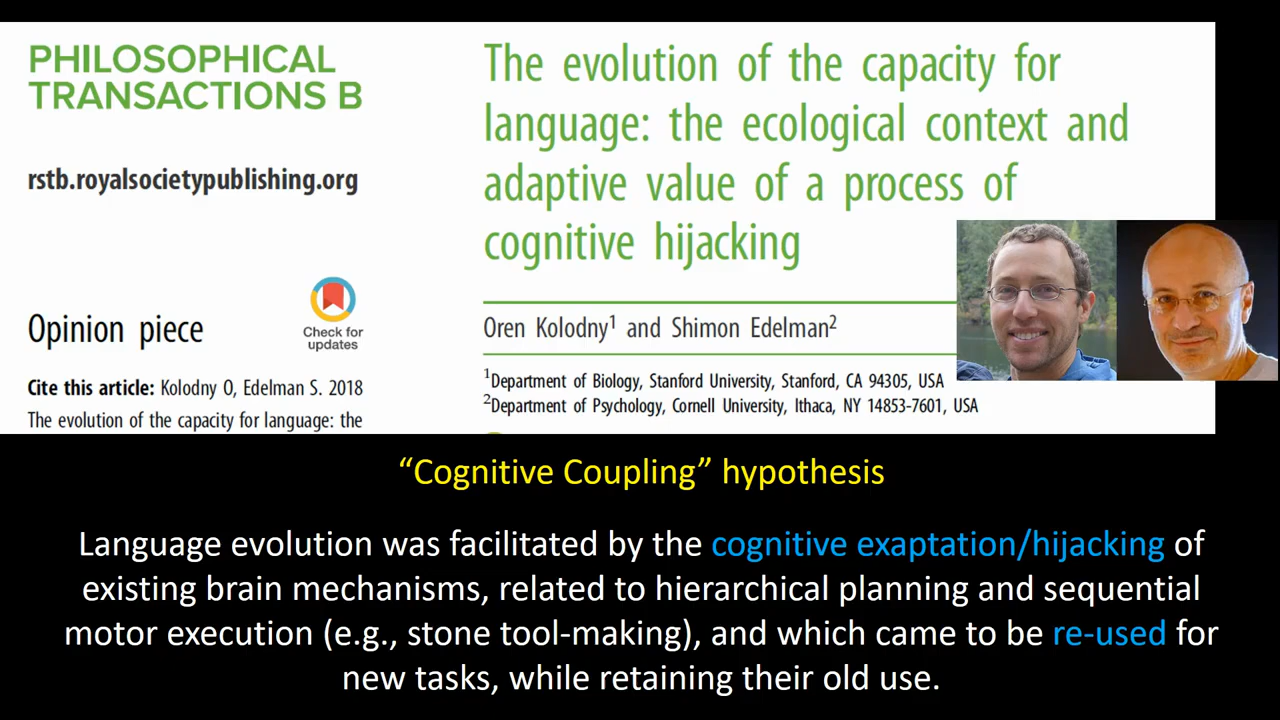 PHILOSOPHICAL
TRANSACTIONS B
rstb.royalsocietypublishing.org
Opinion piece
Check for
updates
Cite this article: Kolodny O, Edelman S. 2018
The evolution of the capacity for language: the
The evolution of the capacity for
language: the ecological context and
adaptive value of a process of
cognitive hijacking
Oren Kolodny1 and Shimon Edelman2
1Department of Biology, Stanford University, Stanford, CA 94305, USA
2Department of Psychology, Cornell University, Ithaca, NY 14853-7601, USA
“Cognitive Coupling” hypothesis
Language evolution was facilitated by the cognitive exaptation/hijacking of
existing brain mechanisms, related to hierarchical planning and sequential
motor execution (e.g., stone tool-making), and which came to be re-used for
new tasks, while retaining their old use.